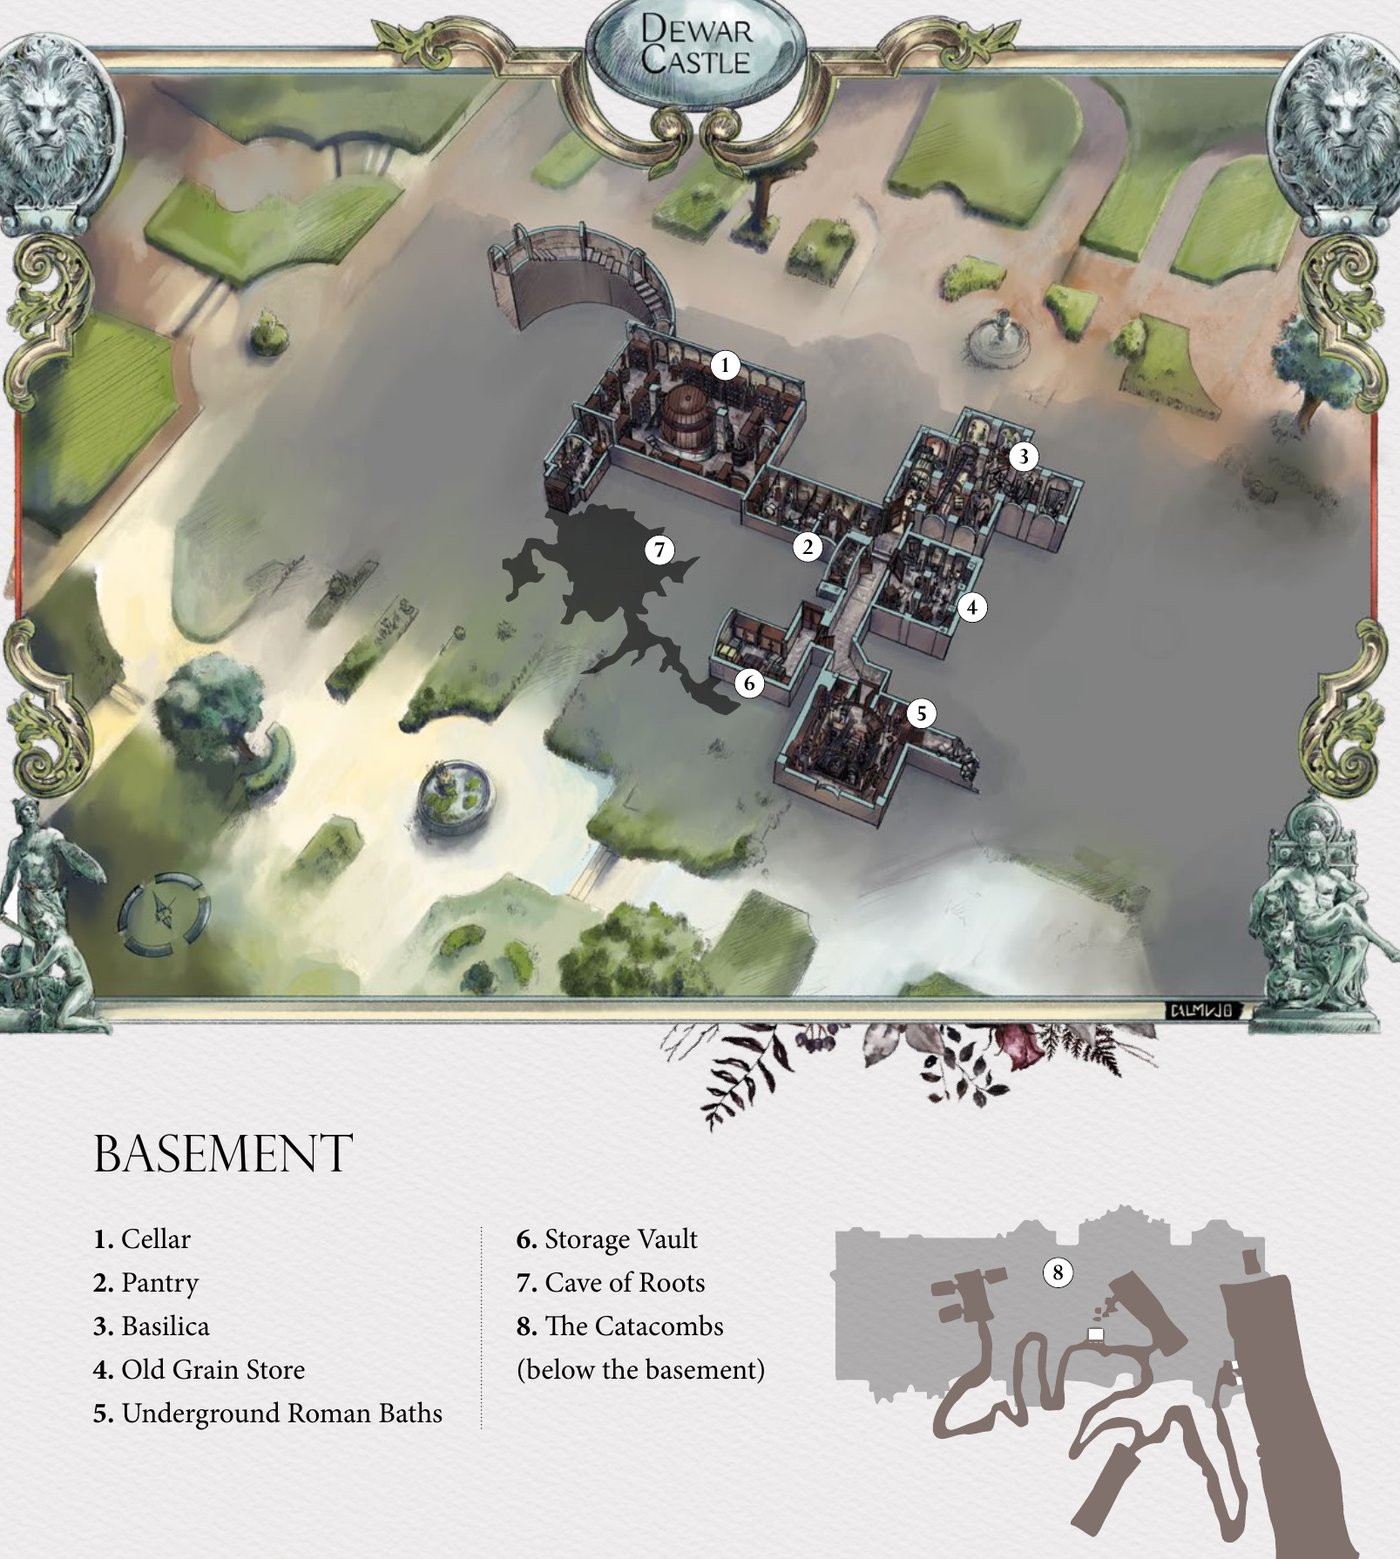 DEWAR
CASTLE
1
3
2
7
4
6
5
CALMUJO
BASEMENT
1. Cellar
2. Pantry
3. Basilica
4. Old Grain Store
5. Underground Roman Baths
6. Storage Vault
7. Cave of Roots
8. The Catacombs
(below the basement)
8